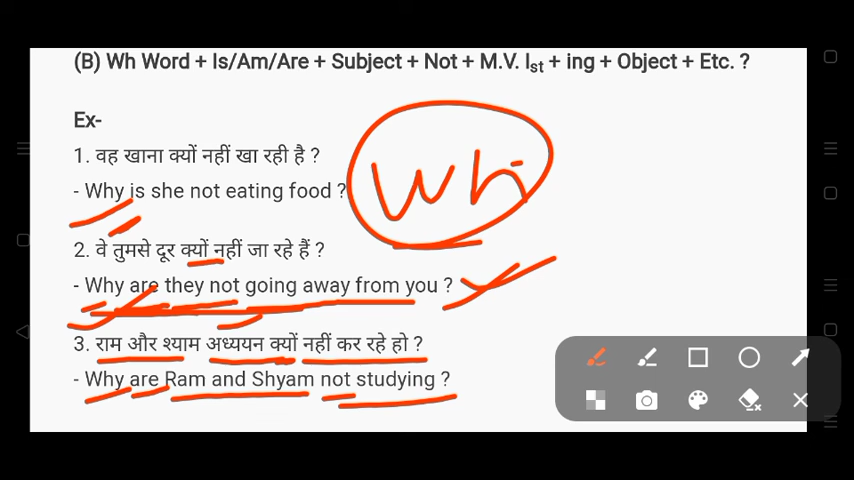 (B) Wh Word + Is/Am/Are + Subject + Not + M.V. Ist + ing + Object + Etc. ?
Ex-
1. वह खाना क्यों नहीं खा रही है ?
- Why is she not eating food ?
Wh
2. वे तुमसे दूर क्यों नहीं जा रहे हैं ?
- Why are they not going away from you ?
3. राम और श्याम अध्ययन क्यों नहीं कर रहे हो ?
- Why are Ram and Shyam not studying ?